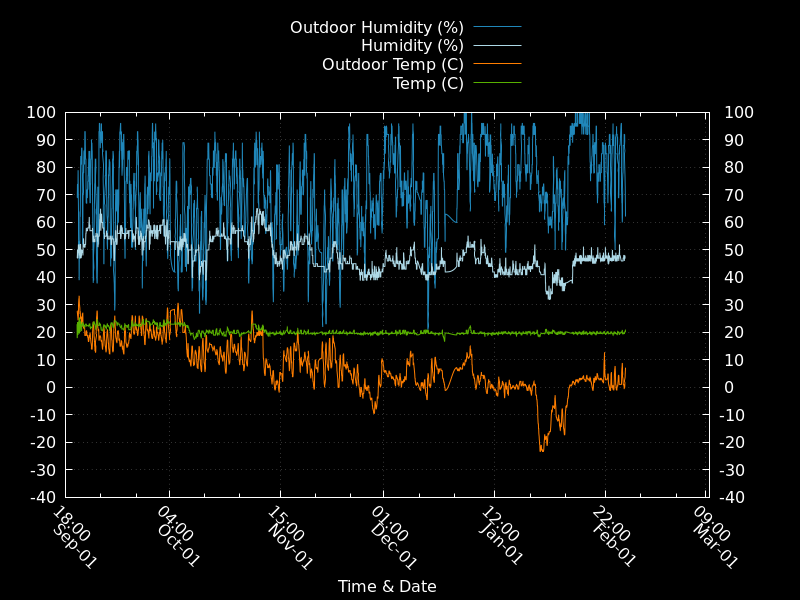 Outdoor Humidity (%)
Humidity (%)
Outdoor Temp (C)
Temp (C)
100 100
90 90
80 80
70 70
60 60
50 50
40 40
30 30
20 20
10 10
0 0
-10 -10
-20 -20
-30 -30
-40 -40
18:00
Sep-01
04:00
Oct-01
15:00
Nov-01
01:00
Dec-01
12:00
Jan-01
22:00
Feb-01
09:00
Mar-01
Time & Date